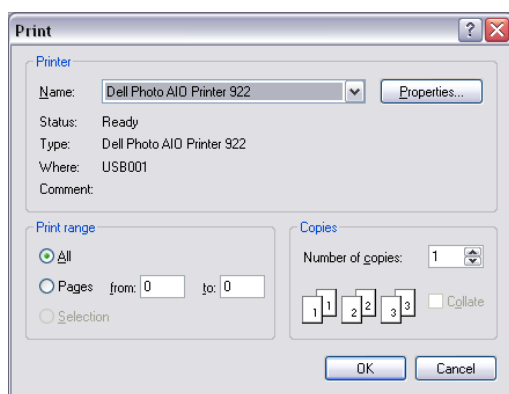 Print
Printer
Name: Dell Photo AIO Printer 922 Properties...
Status: Ready
Type: Dell Photo AIO Printer 922
Where: USB001
Comment:
Print range
All
Pages from: 0 to: 0
Selection
Copies
Number of copies: 1
1 1 2 2 3 3 Collate
OK Cancel